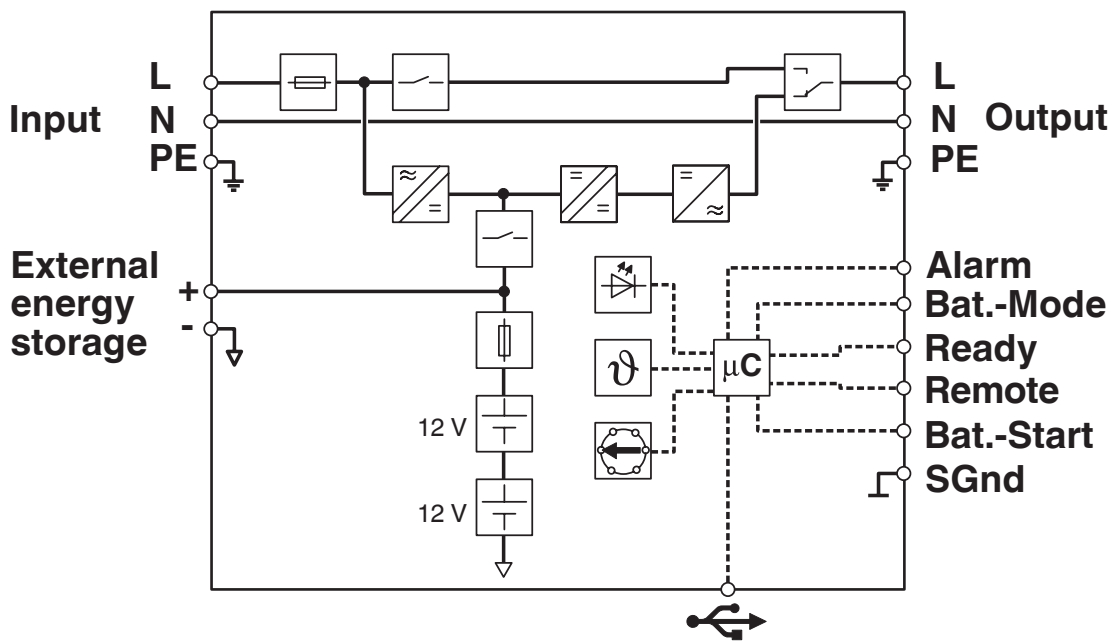 L
Input
N
PE
External
energy
storage
+
-
12 V
12 V
ϑ
µC
L
N
Output
PE
Alarm
Bat.-Mode
Ready
Remote
Bat.-Start
SGnd